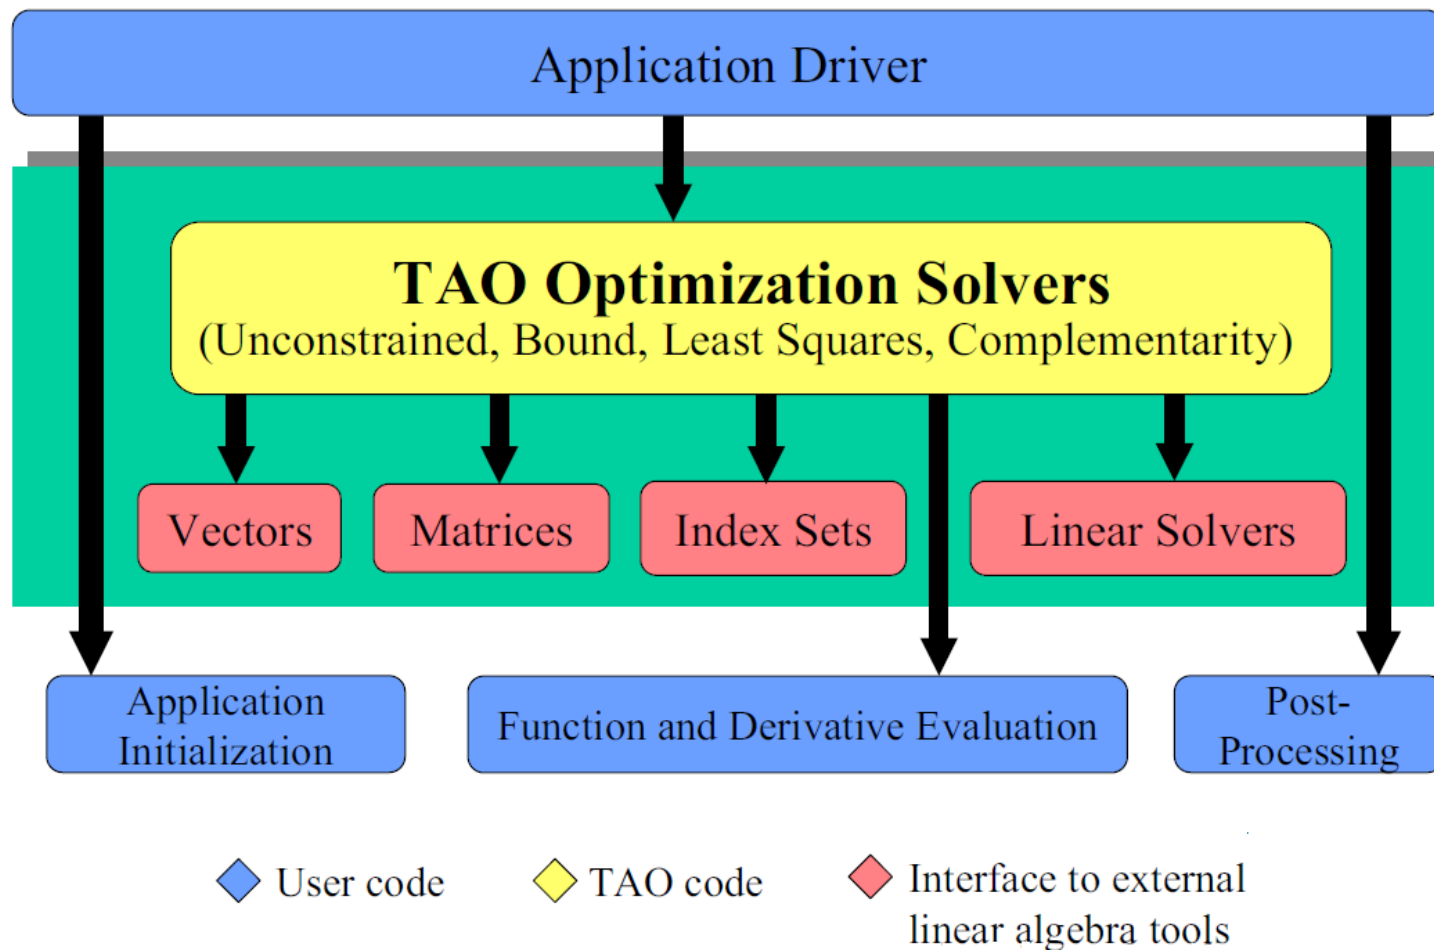 Application Driver
TAO Optimization Solvers
(Unconstrained, Bound, Least Squares, Complementarity)
Vectors
Matrices
Index Sets
Linear Solvers
Application
Initialization
Function and Derivative Evaluation
Post-
Processing
User code
TAO code
Interface to external
linear algebra tools